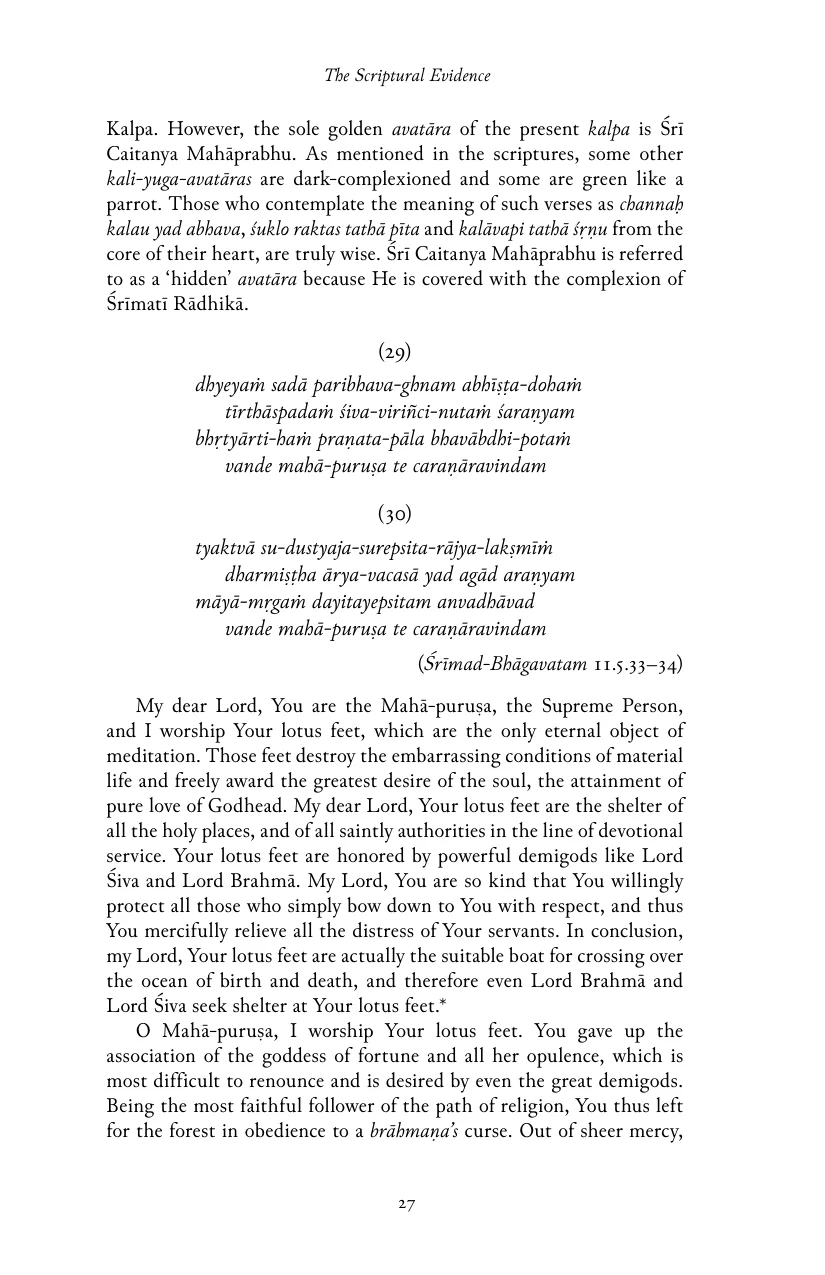 The Scriptural Evidence
Kalpa. However, the sole golden avatāra of the present kalpa is Śrī
Caitanya Mahāprabhu. As mentioned in the scriptures, some other
kali-yuga-avatāras are dark-complexioned and some are green like a
parrot. Those who contemplate the meaning of such verses as channaḥ
kalau yad abhava, śuklo raktas tathā pīta and kalāvapi tathā śṛṇu from the
core of their heart, are truly wise. Śrī Caitanya Mahāprabhu is referred
to as a ‘hidden’ avatāra because He is covered with the complexion of
Śrīmatī Rādhikā.
(29)
dhyeyaṁ sadā paribhava-ghnam abhīṣṭa-dohaṁ
tīrthāspadaṁ śiva-viriñci-nutaṁ śaraṇyam
bhṛtyārti-haṁ praṇata-pāla bhavābdhi-potaṁ
vande mahā-puruṣa te caraṇāravindam
(30)
tyaktvā su-dustyaja-surepsita-rājya-lakṣmīṁ
dharmiṣṭha ārya-vacasā yad agād araṇyam
māyā-mṛgaṁ dayitayepsitam anvadhāvad
vande mahā-puruṣa te caraṇāravindam
(Śrīmad-Bhāgavatam 11.5.33–34)
My dear Lord, You are the Mahā-puruṣa, the Supreme Person,
and I worship Your lotus feet, which are the only eternal object of
meditation. Those feet destroy the embarrassing conditions of material
life and freely award the greatest desire of the soul, the attainment of
pure love of Godhead. My dear Lord, Your lotus feet are the shelter of
all the holy places, and of all saintly authorities in the line of devotional
service. Your lotus feet are honored by powerful demigods like Lord
Śiva and Lord Brahmā. My Lord, You are so kind that You willingly
protect all those who simply bow down to You with respect, and thus
You mercifully relieve all the distress of Your servants. In conclusion,
my Lord, Your lotus feet are actually the suitable boat for crossing over
the ocean of birth and death, and therefore even Lord Brahmā and
Lord Śiva seek shelter at Your lotus feet.*
O Mahā-puruṣa, I worship Your lotus feet. You gave up the
association of the goddess of fortune and all her opulence, which is
most difficult to renounce and is desired by even the great demigods.
Being the most faithful follower of the path of religion, You thus left
for the forest in obedience to a brāhmaṇa’s curse. Out of sheer mercy,
27